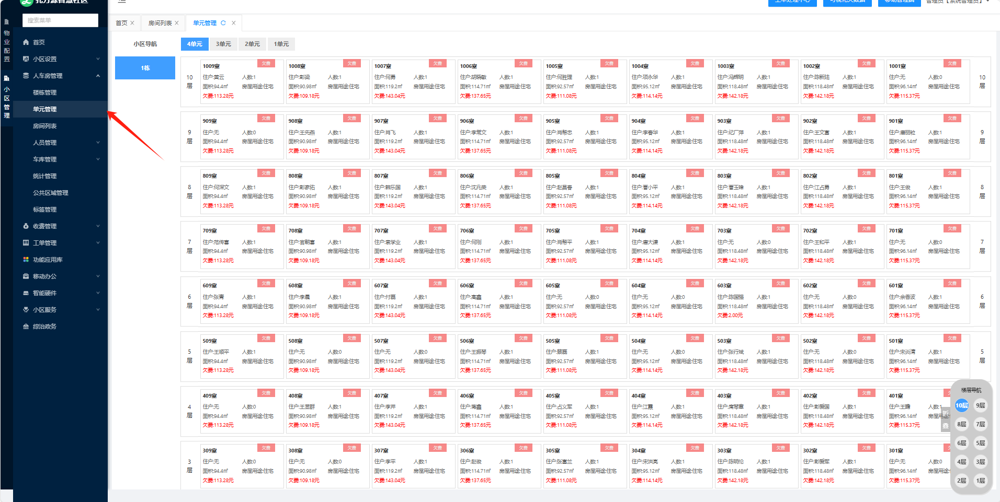 管理员【系统管理员】
搜索菜单
物业配置
小区管理
首页
小区设置
人车房管理
楼栋管理
单元管理
房间列表
人员管理
车库管理
统计管理
公共区域管理
标签管理
收费管理
工单管理
功能应用库
移动办公
智能硬件
小区服务
综治政务
首页 房间列表 单元管理
小区导航 4单元 3单元 2单元 1单元
1栋
10层
1009室 欠费 1008室 欠费 1007室 欠费 1006室 欠费 1005室 欠费 1004室 欠费 1003室 欠费 1002室 欠费 1001室 欠费
住户:黄云 人数:1 住户:彭梁 人数:1 住户:何勇 人数:1 住户:胡晓敏 人数:1 住户:何胜理 人数:1 住户:项永华 人数:1 住户:冯辉明 人数:1 住户:陈新陆 人数:1 住户:无 人数:0
面积:94.4㎡ 房屋用途:住宅 面积:90.98㎡ 房屋用途:住宅 面积:119.2㎡ 房屋用途:住宅 面积:114.71㎡ 房屋用途:住宅 面积:92.57㎡ 房屋用途:住宅 面积:95.12㎡ 房屋用途:住宅 面积:118.48㎡ 房屋用途:住宅 面积:118.48㎡ 房屋用途:住宅 面积:96.14㎡ 房屋用途:住宅
欠费:113.28元 欠费:109.18元 欠费:143.04元 欠费:137.65元 欠费:111.08元 欠费:114.14元 欠费:142.18元 欠费:142.18元 欠费:115.37元
10层
9层
909室 欠费 908室 欠费 907室 欠费 906室 欠费 905室 欠费 904室 欠费 903室 欠费 902室 欠费 901室 欠费
住户:无 人数:0 住户:王先燕 人数:1 住户:肖飞 人数:1 住户:李常文 人数:1 住户:肖帮忠 人数:1 住户:李春华 人数:1 住户:纪厂萍 人数:1 住户:王文富 人数:1 住户:唐丽粒 人数:1
面积:94.4㎡ 房屋用途:住宅 面积:90.98㎡ 房屋用途:住宅 面积:119.2㎡ 房屋用途:住宅 面积:114.71㎡ 房屋用途:住宅 面积:92.57㎡ 房屋用途:住宅 面积:95.12㎡ 房屋用途:住宅 面积:118.48㎡ 房屋用途:住宅 面积:118.48㎡ 房屋用途:住宅 面积:96.14㎡ 房屋用途:住宅
欠费:113.28元 欠费:109.18元 欠费:143.04元 欠费:137.65元 欠费:111.08元 欠费:114.14元 欠费:142.18元 欠费:142.18元 欠费:115.37元
9层
8层
809室 欠费 808室 欠费 807室 欠费 806室 欠费 805室 欠费 804室 欠费 803室 欠费 802室 欠费 801室 欠费
住户:何深文 人数:1 住户:彭家佑 人数:1 住户:韩乐国 人数:1 住户:沈兆荣 人数:1 住户:赵昌春 人数:1 住户:曹小平 人数:1 住户:曹玉锋 人数:1 住户:江占勇 人数:1 住户:王俊 人数:1
面积:94.4㎡ 房屋用途:住宅 面积:90.98㎡ 房屋用途:住宅 面积:119.2㎡ 房屋用途:住宅 面积:114.71㎡ 房屋用途:住宅 面积:92.57㎡ 房屋用途:住宅 面积:95.12㎡ 房屋用途:住宅 面积:118.48㎡ 房屋用途:住宅 面积:118.48㎡ 房屋用途:住宅 面积:96.14㎡ 房屋用途:住宅
欠费:113.28元 欠费:109.18元 欠费:143.04元 欠费:137.65元 欠费:111.08元 欠费:114.14元 欠费:142.18元 欠费:142.18元 欠费:115.37元
8层
7层
709室 欠费 708室 欠费 707室 欠费 706室 欠费 705室 欠费 704室 欠费 703室 欠费 702室 欠费 701室 欠费
住户:范传喜 人数:1 住户:官朝喜 人数:1 住户:袁学业 人数:1 住户:何刚 人数:1 住户:肖帮平 人数:1 住户:唐大谦 人数:1 住户:无 人数:0 住户:王和平 人数:1 住户:无 人数:0
面积:94.4㎡ 房屋用途:住宅 面积:90.98㎡ 房屋用途:住宅 面积:119.2㎡ 房屋用途:住宅 面积:114.71㎡ 房屋用途:住宅 面积:92.57㎡ 房屋用途:住宅 面积:95.12㎡ 房屋用途:住宅 面积:118.48㎡ 房屋用途:住宅 面积:118.48㎡ 房屋用途:住宅 面积:96.14㎡ 房屋用途:住宅
欠费:113.28元 欠费:109.18元 欠费:143.04元 欠费:137.65元 欠费:111.08元 欠费:114.14元 欠费:142.18元 欠费:142.18元 欠费:115.37元
7层
6层
609室 欠费 608室 欠费 607室 欠费 606室 欠费 605室 欠费 604室 欠费 603室 欠费 602室 欠费 601室 欠费
住户:张青 人数:1 住户:李晨 人数:1 住户:付磊 人数:1 住户:高鑫 人数:1 住户:无 人数:0 住户:无 人数:0 住户:陈国强 人数:1 住户:无 人数:0 住户:余香波 人数:1
面积:94.4㎡ 房屋用途:住宅 面积:90.98㎡ 房屋用途:住宅 面积:119.2㎡ 房屋用途:住宅 面积:114.71㎡ 房屋用途:住宅 面积:92.57㎡ 房屋用途:住宅 面积:95.12㎡ 房屋用途:住宅 面积:118.48㎡ 房屋用途:住宅 面积:118.48㎡ 房屋用途:住宅 面积:96.14㎡ 房屋用途:住宅
欠费:113.28元 欠费:109.18元 欠费:143.04元 欠费:137.65元 欠费:111.08元 欠费:114.14元 欠费:2.00元 欠费:142.18元 欠费:115.37元
6层
5层
509室 欠费 508室 欠费 507室 欠费 506室 欠费 505室 欠费 504室 欠费 503室 欠费 502室 欠费 501室 欠费
住户:王顺平 人数:1 住户:无 人数:0 住户:无 人数:0 住户:王振琴 人数:1 住户:蔡磊 人数:1 住户:无 人数:0 住户:张行斌 人数:1 住户:无 人数:0 住户:宋炎清 人数:1
面积:94.4㎡ 房屋用途:住宅 面积:90.98㎡ 房屋用途:住宅 面积:119.2㎡ 房屋用途:住宅 面积:114.71㎡ 房屋用途:住宅 面积:92.57㎡ 房屋用途:住宅 面积:95.12㎡ 房屋用途:住宅 面积:118.48㎡ 房屋用途:住宅 面积:118.48㎡ 房屋用途:住宅 面积:96.14㎡ 房屋用途:住宅
欠费:113.28元 欠费:109.18元 欠费:143.04元 欠费:137.65元 欠费:111.08元 欠费:114.14元 欠费:142.18元 欠费:142.18元 欠费:115.37元
5层
4层
409室 欠费 408室 欠费 407室 欠费 406室 欠费 405室 欠费 404室 欠费 403室 欠费 402室 欠费 401室
住户:无 人数:0 住户:王显群 人数:1 住户:李芹 人数:1 住户:蒋鑫 人数:1 住户:占义军 人数:1 住户:江霞 人数:1 住户:席琴章 人数:1 住户:彭爱国 人数:1 住户:王瞻 人数:1
面积:94.4㎡ 房屋用途:住宅 面积:90.98㎡ 房屋用途:住宅 面积:119.2㎡ 房屋用途:住宅 面积:114.71㎡ 房屋用途:住宅 面积:92.57㎡ 房屋用途:住宅 面积:95.12㎡ 房屋用途:住宅 面积:118.48㎡ 房屋用途:住宅 面积:118.48㎡ 房屋用途:住宅 面积:96.14㎡ 房屋用途
欠费:113.28元 欠费:109.18元 欠费:143.04元 欠费:137.65元 欠费:111.08元 欠费:114.14元 欠费:142.18元 欠费:142.18元 欠费:115.37元
3层
309室 欠费 308室 欠费 307室 欠费 306室 欠费 305室 欠费 304室 欠费 303室 欠费 302室 欠费 301室
住户:无 人数:0 住户:无 人数:0 住户:李平 人数:1 住户:赵俊 人数:1 住户:张富兰 人数:1 住户:宋洪亮 人数:1 住户:陈明伦 人数:1 住户:彭爱军 人数:1 住户:无 人数:0
面积:94.4㎡ 房屋用途:住宅 面积:90.98㎡ 房屋用途:住宅 面积:119.2㎡ 房屋用途:住宅 面积:114.71㎡ 房屋用途:住宅 面积:92.57㎡ 房屋用途:住宅 面积:95.12㎡ 房屋用途:住宅 面积:118.48㎡ 房屋用途:住宅 面积:118.48㎡ 房屋用途:住宅 面积:96.14㎡ 房屋用途:
欠费:113.28元 欠费:109.18元 欠费:143.04元 欠费:137.65元 欠费:111.08元 欠费:114.14元 欠费:142.18元 欠费:142.18元 欠费:115.37元
楼层导航
折叠
10层 9层
8层 7层
6层 5层
4层 3层
2层 1层